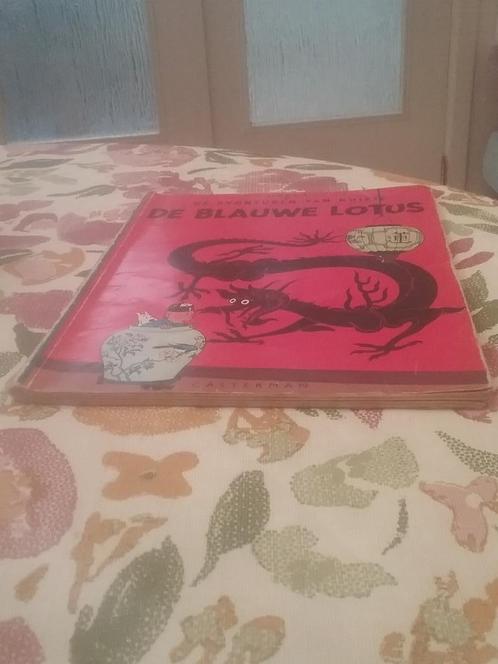 DE AVONTUREN VAN KUIFJE
DE BLAUWE LOTUS
CASTERMAN